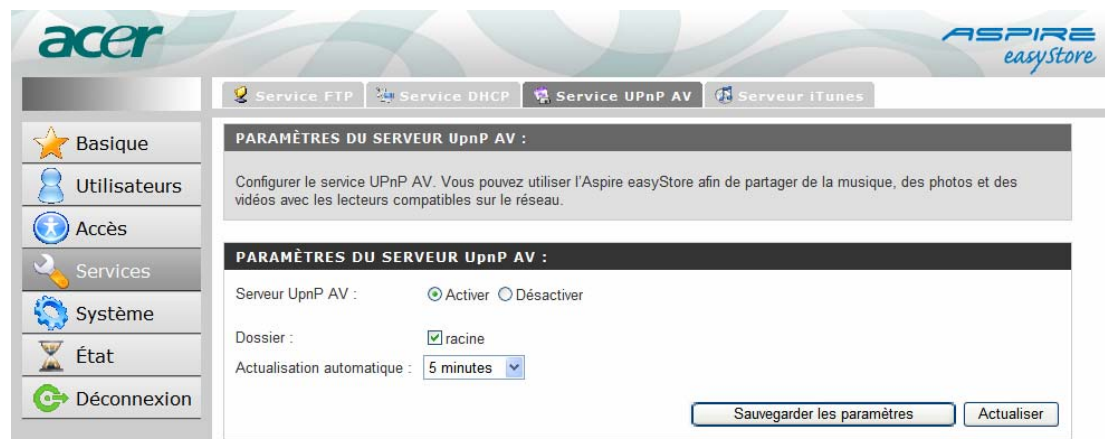 acer
ASPIRE
easyStore
Service FTP Service DHCP Service UPnP AV Serveur iTunes
Basique
Utilisateurs
Accès
Services
Système
État
Déconnexion
PARAMÈTRES DU SERVEUR UpnP AV :
Configurer le service UPnP AV. Vous pouvez utiliser l'Aspire easyStore afin de partager de la musique, des photos et des
vidéos avec les lecteurs compatibles sur le réseau.
PARAMÈTRES DU SERVEUR UpnP AV :
Serveur UpnP AV : Activer Désactiver
Dossier : racine
Actualisation automatique : 5 minutes
Sauvegarder les paramètres Actualiser